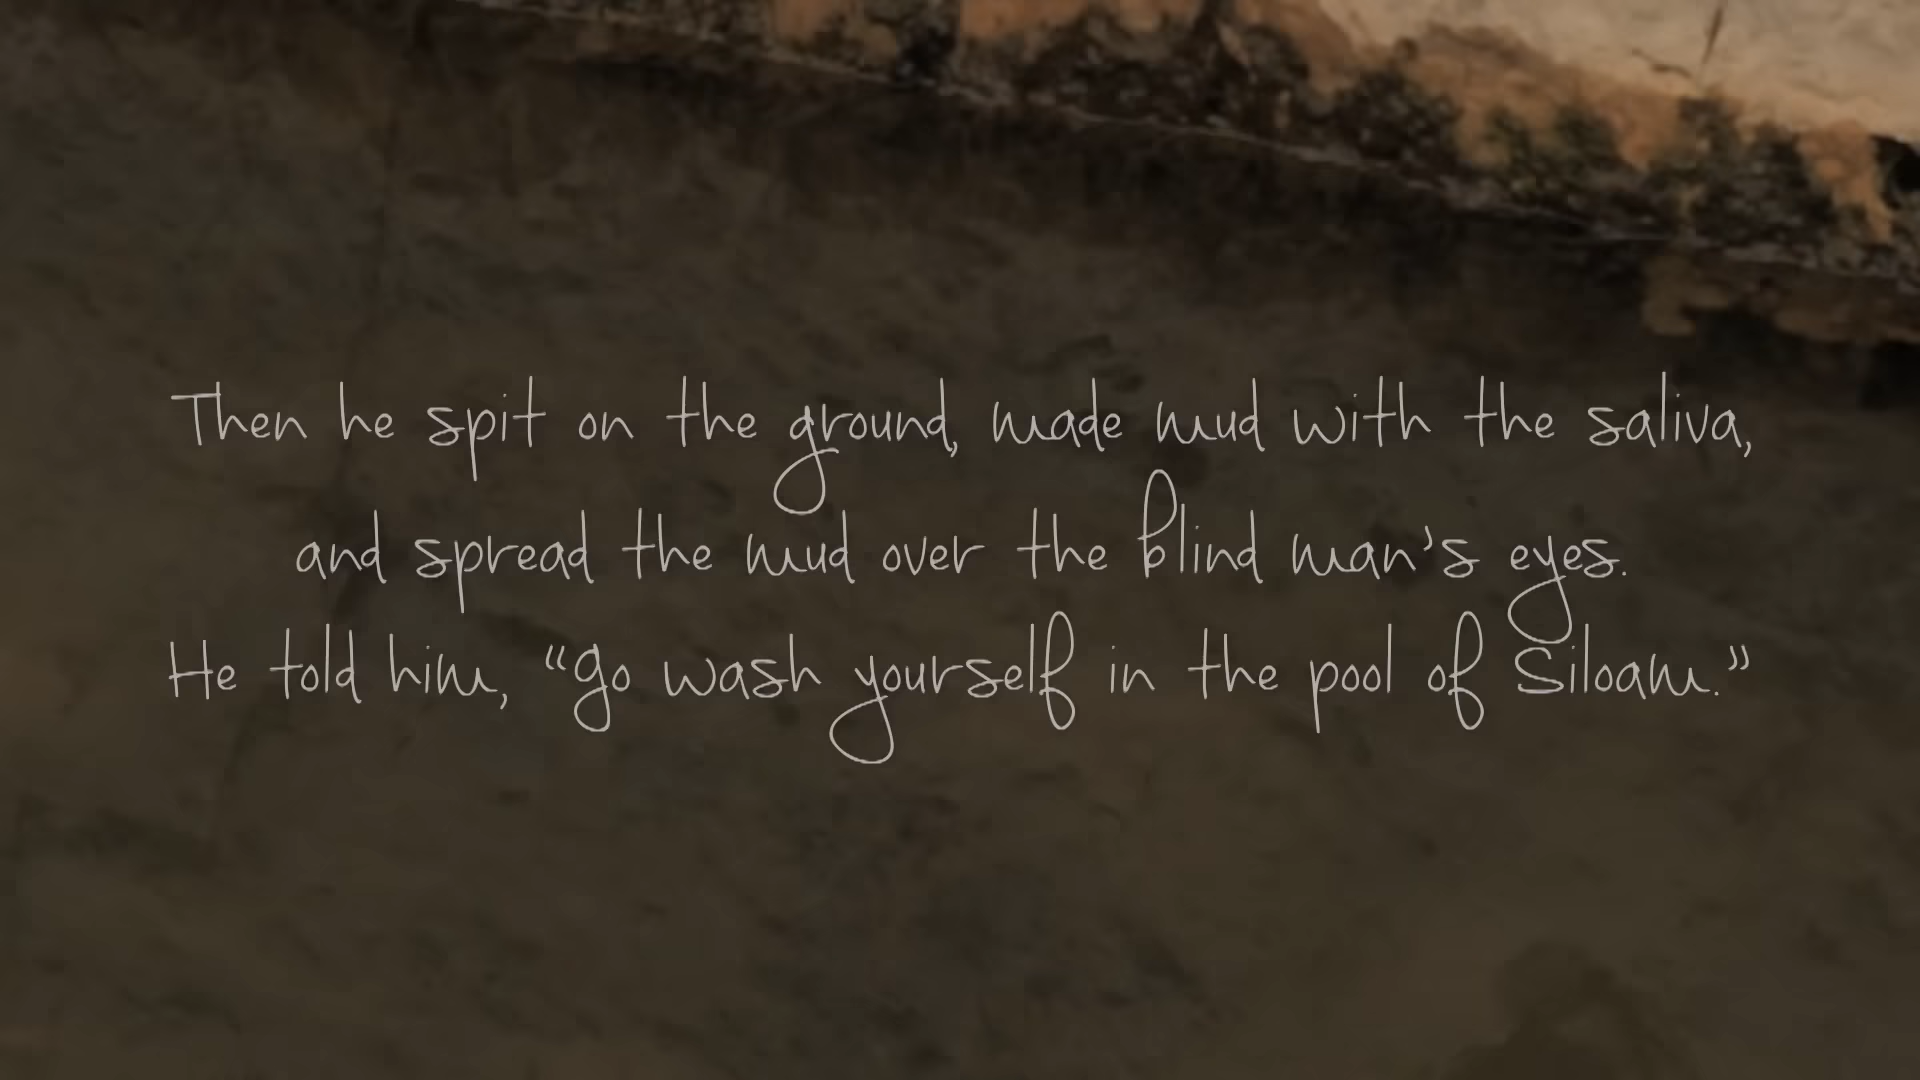 Then he spit on the ground, made mud with the saliva,
and spread the mud over the blind man's eyes.
He told him, “go wash yourself in the pool of Siloam.”